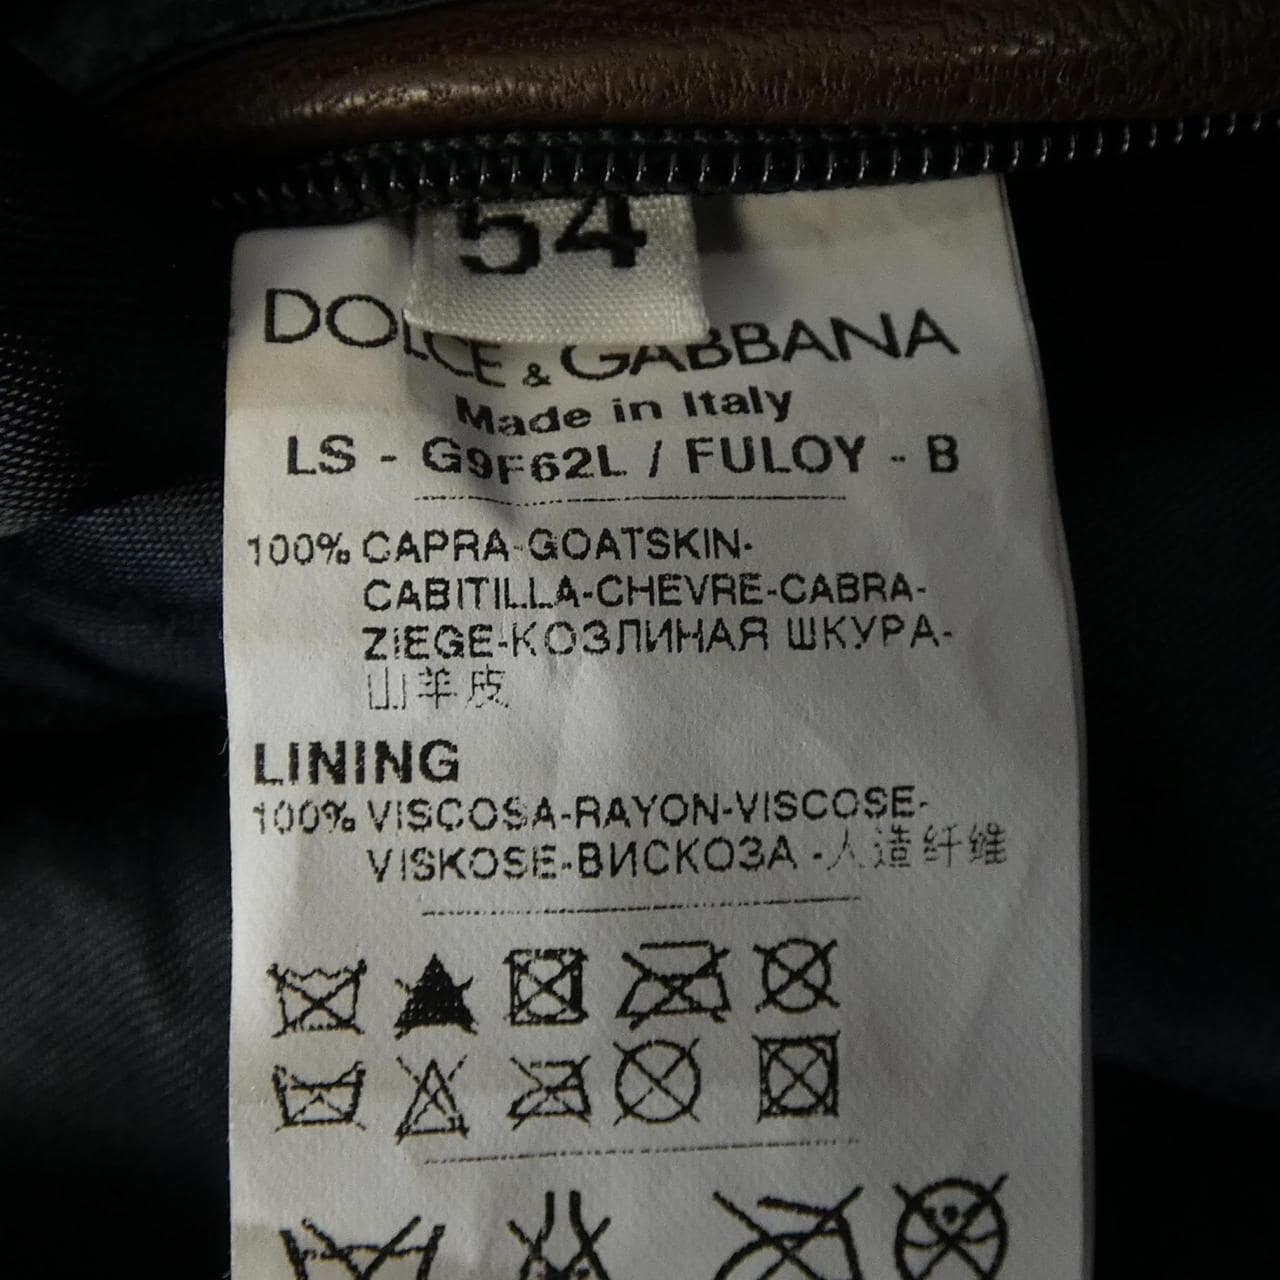 54
DOLCE & GABBANA
Made in Italy
LS - G9F62L / FULOY - B
100% CAPRA-GOATSKIN-
CABITILLA-CHEVRE-CABRA-
ZIEGE-КОЗЛИНАЯ ШКУРА-
山羊皮
LINING
100% VISCOSA-RAYON-VISCOSE-
VISKOSE-ВИСКОЗА -人造纤维